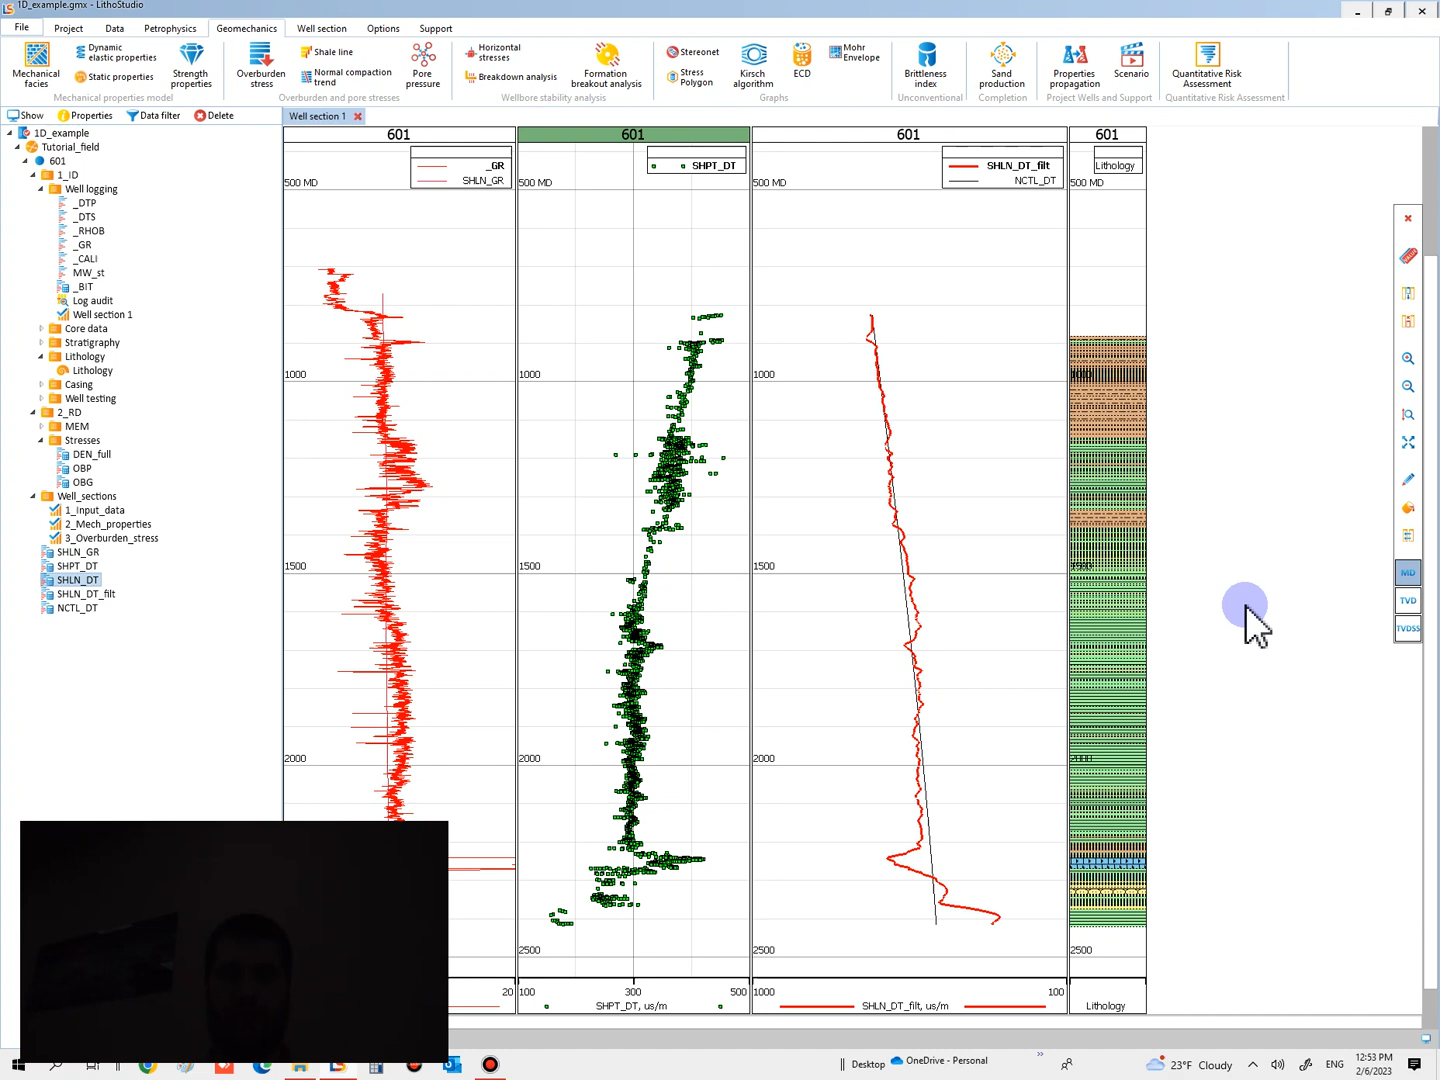 1D_example.gmx - LithoStudio
File Project Data Petrophysics Geomechanics Well section Options Support
Mechanical facies
Dynamic elastic properties
Static properties
Strength properties
Mechanical properties model
Overburden stress
Shale line
Normal compaction trend
Pore pressure
Overburden and pore stresses
Horizontal stresses
Breakdown analysis
Formation breakout analysis
Wellbore stability analysis
Stereonet
Stress Polygon
Kirsch algorithm
ECD
Mohr Envelope
Graphs
Brittleness index
Unconventional
Sand production
Completion
Properties propagation
Scenario
Project Wells and Support
Quantitative Risk Assessment
Quantitative Risk Assessment
Show Properties Data filter Delete
Well section 1
1D_example
Tutorial_field
601
1_ID
Well logging
_DTP
_DTS
_RHOB
_GR
_CALI
MW_st
_BIT
Log audit
Well section 1
Core data
Stratigraphy
Lithology
Lithology
Casing
Well testing
2_RD
MEM
Stresses
DEN_full
OBP
OBG
Well_sections
1_Input_data
2_Mech_properties
3_Overburden_stress
SHLN_GR
SHPT_DT
SHLN_DT
SHLN_DT_filt
NCTL_DT
601 601 601 601
_GR
SHLN_GR
SHPT_DT
SHLN_DT_filt
NCTL_DT
Lithology
500 MD 500 MD 500 MD
1000 1000 1000 1000
1500 1500 1500
2000 2000 2000 2000
2500 2500 2500
20 100 300 500 1000 100
SHPT_DT, us/m
SHLN_DT_filt, us/m
Lithology
MD
TVD
TVDSS
Desktop
OneDrive - Personal
23°F Cloudy
ENG
12:53 PM
2/6/2023